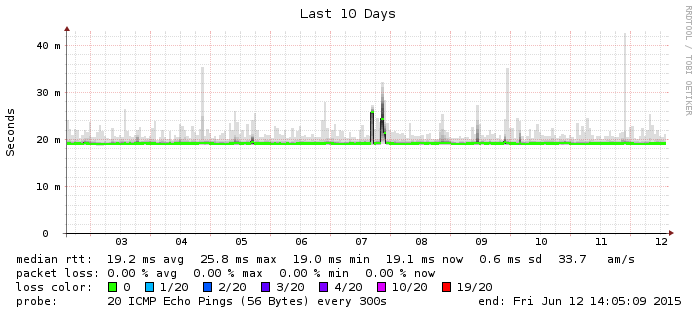 Last 10 Days
RRDTOOL / TOBI OETIKER
Seconds
40 m
30 m
20 m
10 m
0
03 04 05 06 07 08 09 10 11 12
median rtt: 19.2 ms avg 25.8 ms max 19.0 ms min 19.1 ms now 0.6 ms sd 33.7 am/s
packet loss: 0.00 % avg 0.00 % max 0.00 % min 0.00 % now
loss color: 0 1/20 2/20 3/20 4/20 10/20 19/20
probe: 20 ICMP Echo Pings (56 Bytes) every 300s end: Fri Jun 12 14:05:09 2015